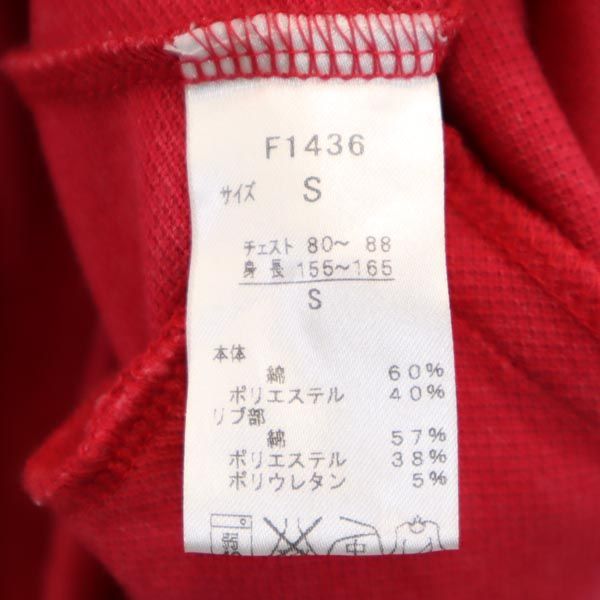 F1436
サイズ S
チェスト 80～ 88
身長 155～165
S
本体
綿 60%
ポリエステル 40%
リブ部
綿 57%
ポリエステル 38%
ポリウレタン 5%
中